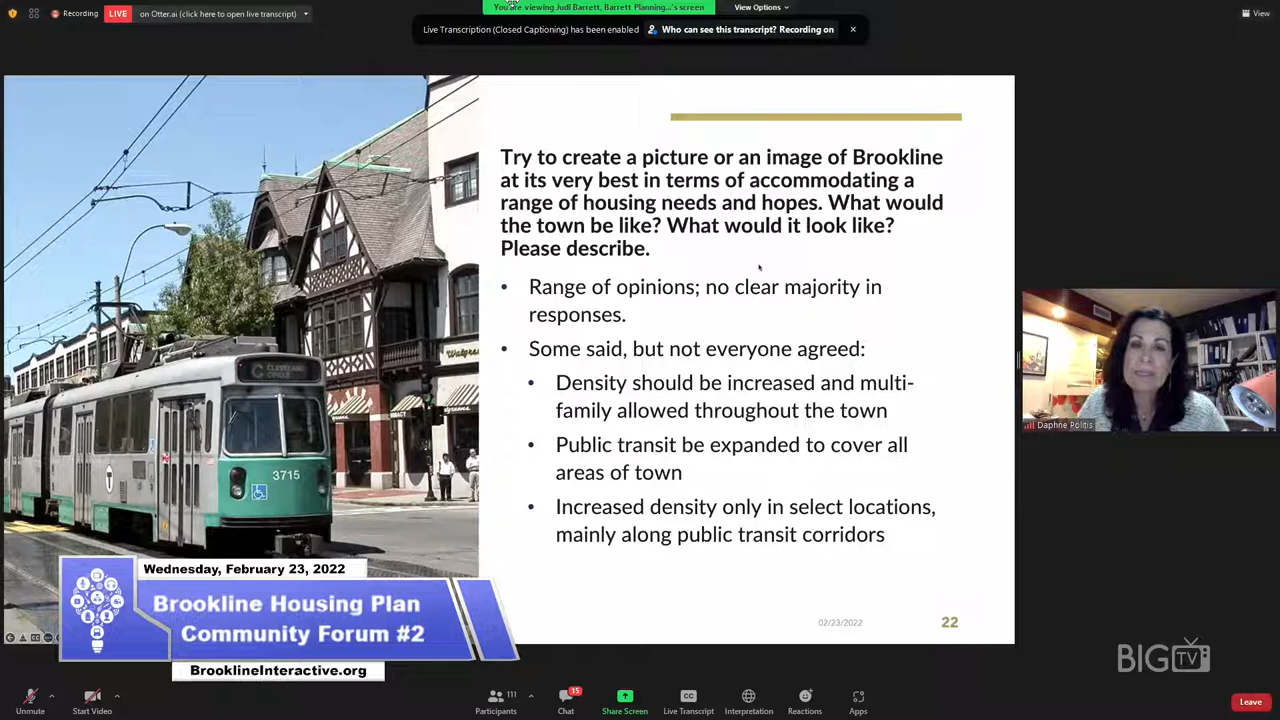 You are viewing Judi Barrett, Barrett Planning...'s screen
View Options
Recording
LIVE
on Otter.ai (click here to open live transcript)
View
Live Transcription (Closed Captioning) has been enabled
Who can see this transcript? Recording on
Try to create a picture or an image of Brookline
at its very best in terms of accommodating a
range of housing needs and hopes. What would
the town be like? What would it look like?
Please describe.
• Range of opinions; no clear majority in
responses.
• Some said, but not everyone agreed:
• Density should be increased and multi-
family allowed throughout the town
• Public transit be expanded to cover all
areas of town
• Increased density only in select locations,
mainly along public transit corridors
02/23/2022
22
C CLEVELAND
CIRCLE
3715
T
Walgreens
Daphne Politis
Wednesday, February 23, 2022
Brookline Housing Plan
Community Forum #2
BrooklineInteractive.org
BIG TV
Unmute
Start Video
111
Participants
15
Chat
Share Screen
CC
Live Transcript
Interpretation
Reactions
Apps
Leave